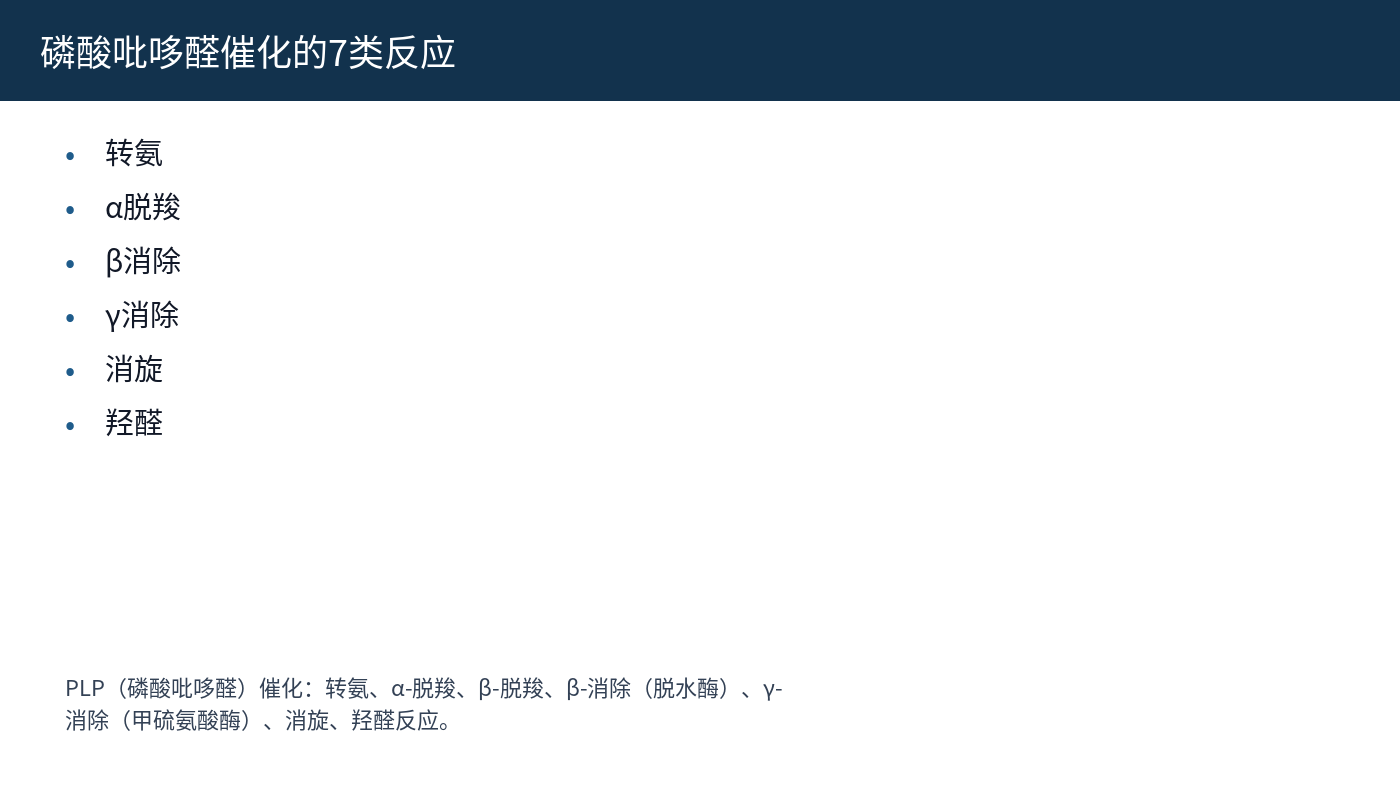 磷酸吡哆醛催化的7类反应
• 转氨
• α脱羧
• β消除
• γ消除
• 消旋
• 羟醛
PLP（磷酸吡哆醛）催化：转氨、α-脱羧、β-脱羧、β-消除（脱水酶）、γ-
消除（甲硫氨酸酶）、消旋、羟醛反应。